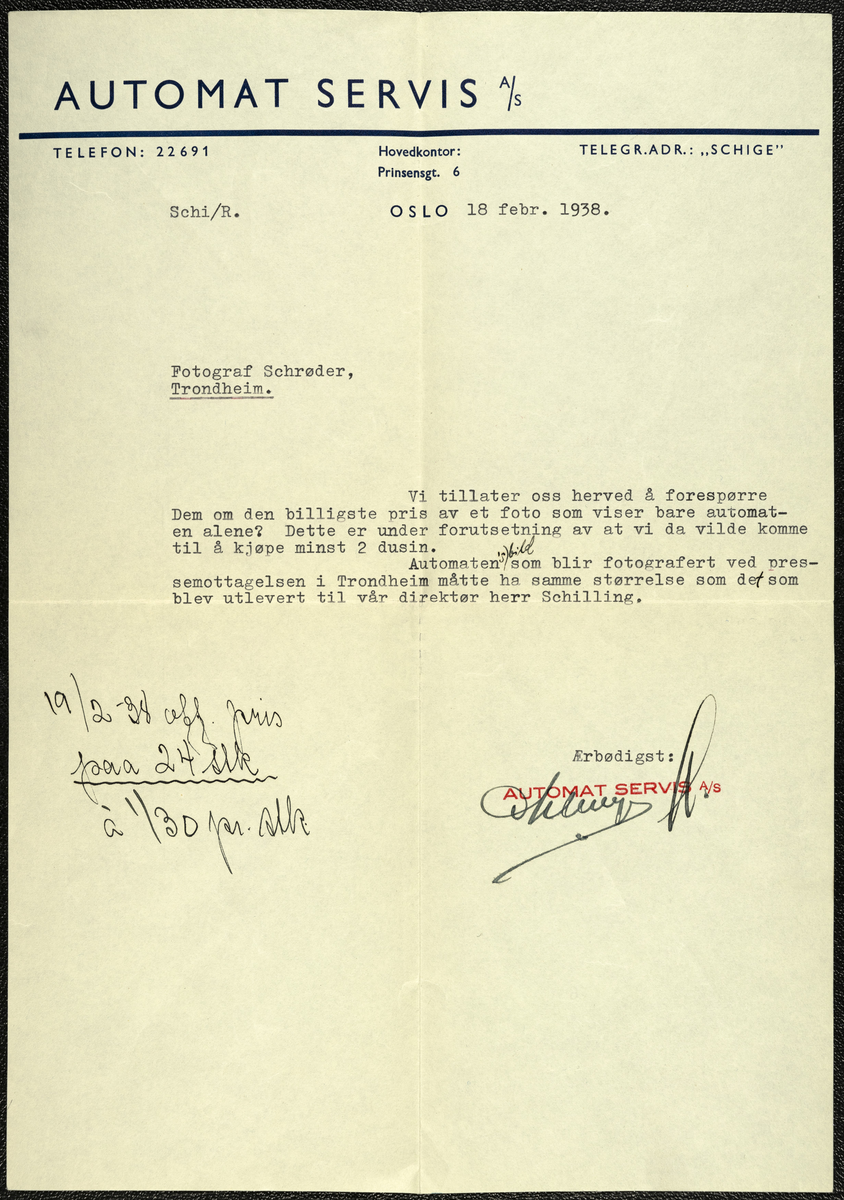 AUTOMAT SERVIS A/S
TELEFON: 22691
Hovedkontor:
Prinsensgt. 6
TELEGR.ADR.: „SCHIGE”
Schi/R.
OSLO 18 febr. 1938.
Fotograf Schrøder,
Trondheim.
Vi tillater oss herved å forespørre
Dem om den billigste pris av et foto som viser bare automat-
en alene? Dette er under forutsetning av at vi da vilde komme
til å kjøpe minst 2 dusin.
Automaten som blir fotografert ved pres-
semottagelsen i Trondheim måtte ha samme størrelse som det som
blev utlevert til vår direktør herr Schilling.
19/2-38 off. pris
paa 24 stk
à 1/30 pr. stk.
Ærbødigst:
AUTOMAT SERVIS A/S